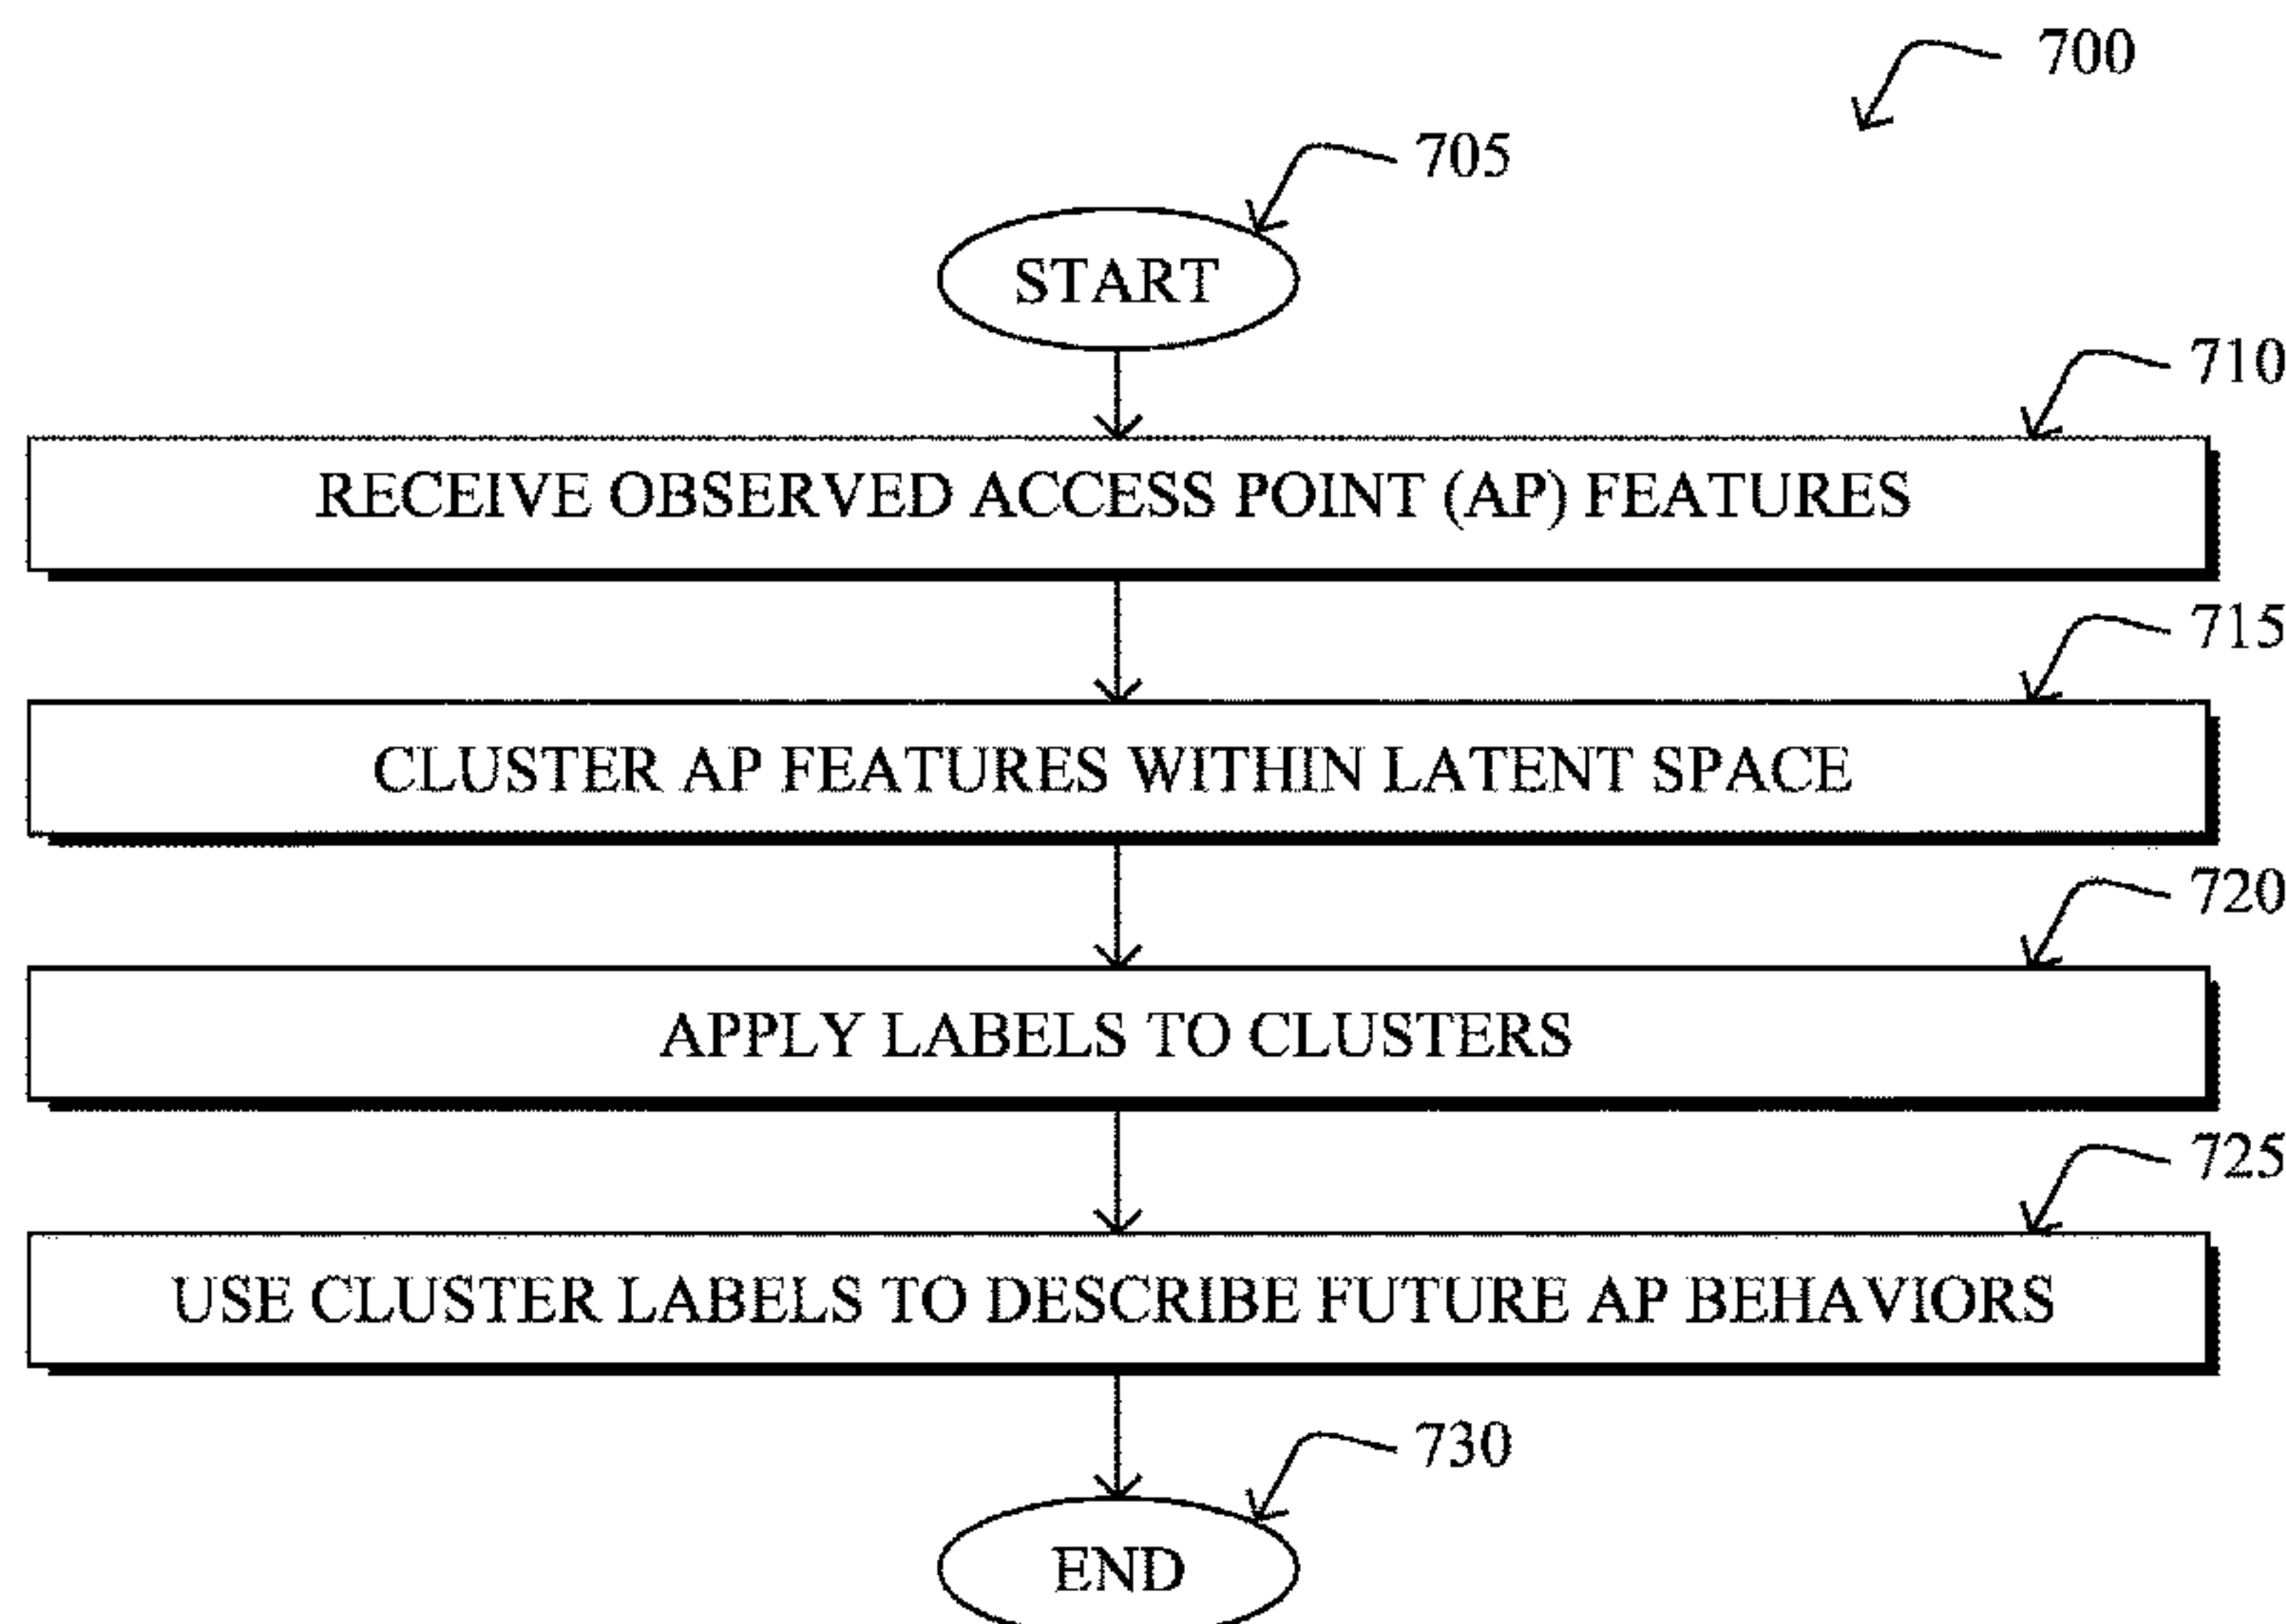 700
705
START
710
RECEIVE OBSERVED ACCESS POINT (AP) FEATURES
715
CLUSTER AP FEATURES WITHIN LATENT SPACE
720
APPLY LABELS TO CLUSTERS
725
USE CLUSTER LABELS TO DESCRIBE FUTURE AP BEHAVIORS
730
END